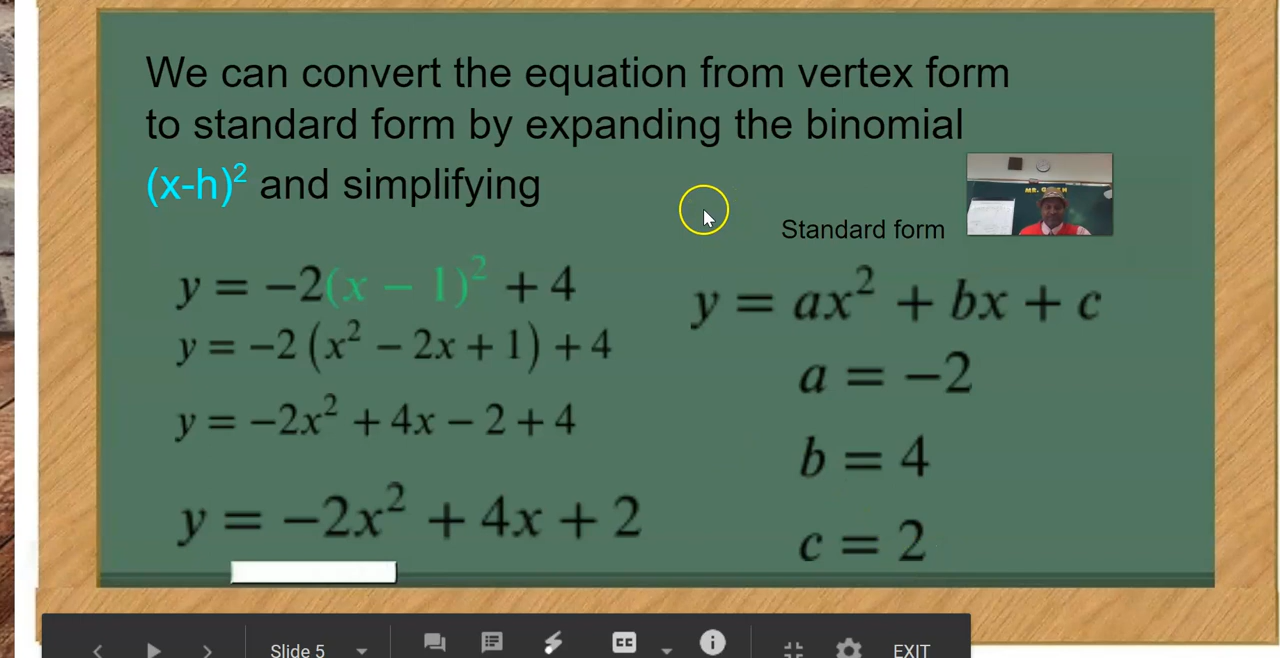 We can convert the equation from vertex form
to standard form by expanding the binomial
(x-h)² and simplifying
Standard form
y = −2(x − 1)² + 4
y = −2(x² − 2x + 1) + 4
y = −2x² + 4x − 2 + 4
y = −2x² + 4x + 2
y = ax² + bx + c
a = −2
b = 4
c = 2
Slide 5
CC
EXIT